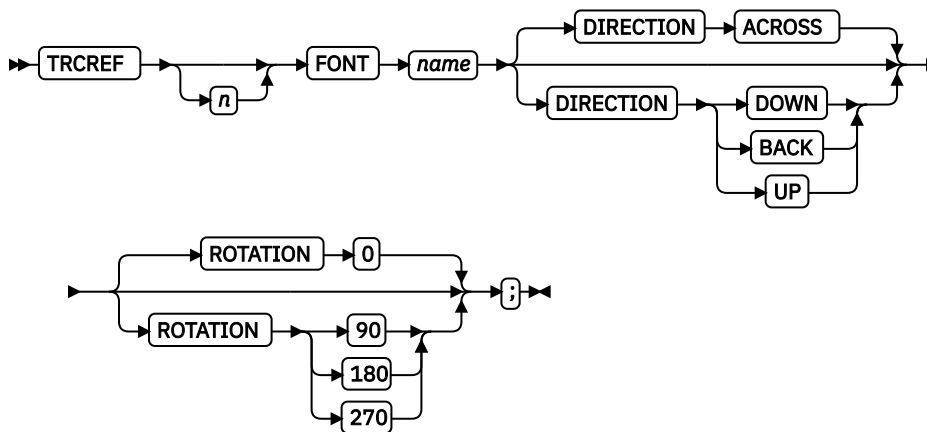 DIRECTION ACROSS
TRCREF FONT name
n DIRECTION DOWN
BACK
UP
ROTATION 0
;
ROTATION 90
180
270